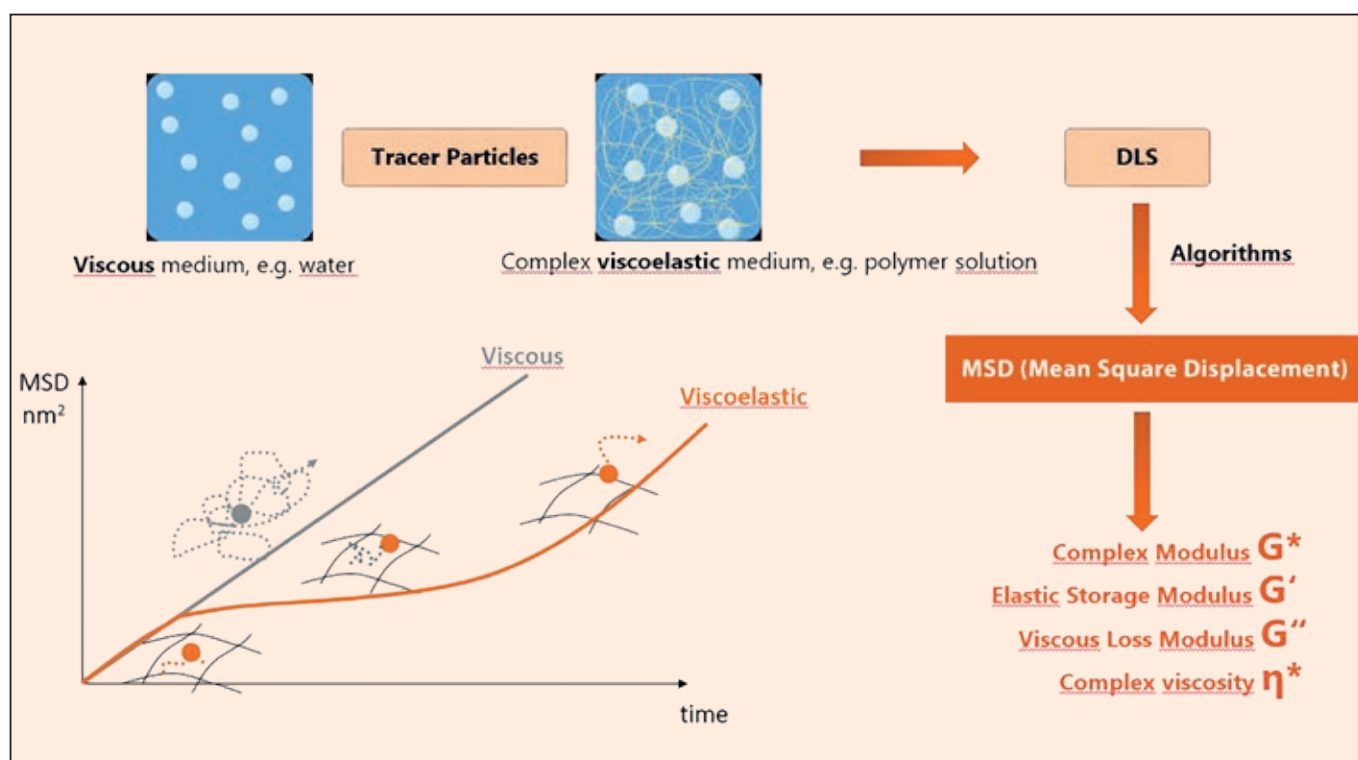 Tracer Particles
DLS
Viscous medium, e.g. water
Complex viscoelastic medium, e.g. polymer solution
Algorithms
MSD (Mean Square Displacement)
MSD
nm²
Viscous
Viscoelastic
time
Complex Modulus G*
Elastic Storage Modulus G‘
Viscous Loss Modulus G“
Complex viscosity η*